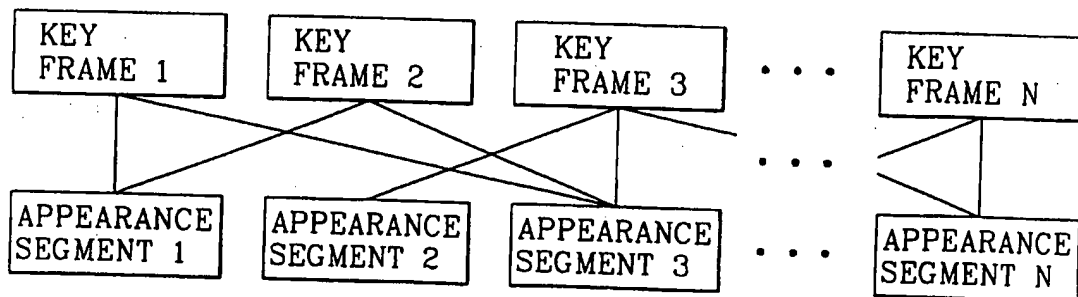 KEY
FRAME 1
KEY
FRAME 2
KEY
FRAME 3
KEY
FRAME N
APPEARANCE
SEGMENT 1
APPEARANCE
SEGMENT 2
APPEARANCE
SEGMENT 3
APPEARANCE
SEGMENT N